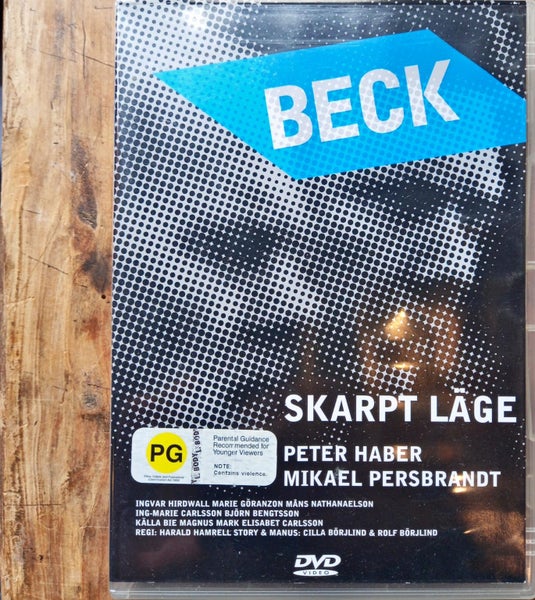 BECK
SKARPT LÄGE
PG
Parental Guidance
Recommended for
Younger Viewers
NOTE:
Contains violence.
PETER HABER
MIKAEL PERSBRANDT
INGVAR HIRDWALL MARIE GÖRANZON MÅNS NATHANAELSON
ING-MARIE CARLSSON BJÖRN BENGTSSON
KÄLLA BIE MAGNUS MARK ELISABET CARLSSON
REGI: HARALD HAMRELL STORY & MANUS: CILLA BÖRJLIND & ROLF BÖRJLIND
DVD
VIDEO